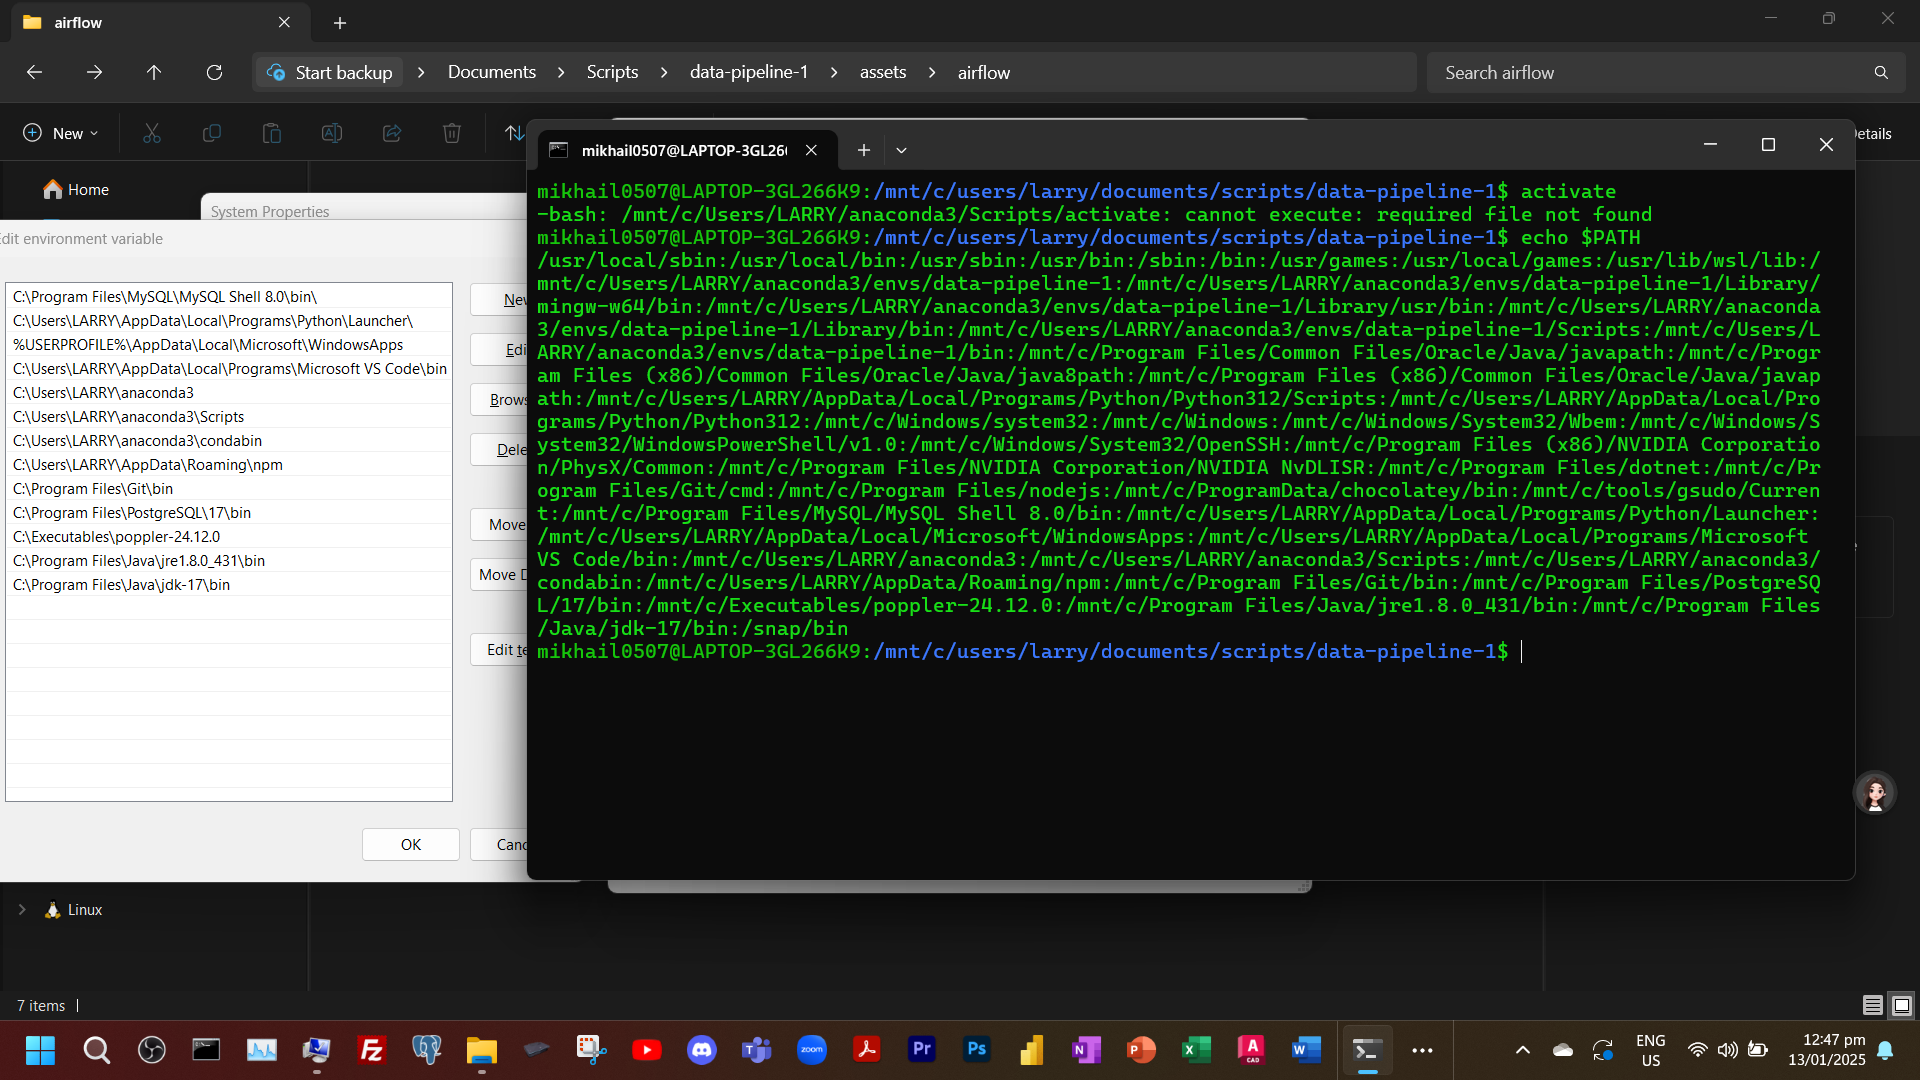 airflow
Start backup > Documents > Scripts > data-pipeline-1 > assets > airflow
Search airflow
New
Details
Home
System Properties
dit environment variable
C:\Program Files\MySQL\MySQL Shell 8.0\bin\
C:\Users\LARRY\AppData\Local\Programs\Python\Launcher\
%USERPROFILE%\AppData\Local\Microsoft\WindowsApps
C:\Users\LARRY\AppData\Local\Programs\Microsoft VS Code\bin
C:\Users\LARRY\anaconda3
C:\Users\LARRY\anaconda3\Scripts
C:\Users\LARRY\anaconda3\condabin
C:\Users\LARRY\AppData\Roaming\npm
C:\Program Files\Git\bin
C:\Program Files\PostgreSQL\17\bin
C:\Executables\poppler-24.12.0
C:\Program Files\Java\jre1.8.0_431\bin
C:\Program Files\Java\jdk-17\bin
New
Edi
Brows
Dele
Move
Move D
Edit te
OK
Canc
mikhail0507@LAPTOP-3GL266
mikhail0507@LAPTOP-3GL266K9:/mnt/c/users/larry/documents/scripts/data-pipeline-1$ activate
-bash: /mnt/c/Users/LARRY/anaconda3/Scripts/activate: cannot execute: required file not found
mikhail0507@LAPTOP-3GL266K9:/mnt/c/users/larry/documents/scripts/data-pipeline-1$ echo $PATH
/usr/local/sbin:/usr/local/bin:/usr/sbin:/usr/bin:/sbin:/bin:/usr/games:/usr/local/games:/usr/lib/wsl/lib:/
mnt/c/Users/LARRY/anaconda3/envs/data-pipeline-1:/mnt/c/Users/LARRY/anaconda3/envs/data-pipeline-1/Library/
mingw-w64/bin:/mnt/c/Users/LARRY/anaconda3/envs/data-pipeline-1/Library/usr/bin:/mnt/c/Users/LARRY/anaconda
3/envs/data-pipeline-1/Library/bin:/mnt/c/Users/LARRY/anaconda3/envs/data-pipeline-1/Scripts:/mnt/c/Users/L
ARRY/anaconda3/envs/data-pipeline-1/bin:/mnt/c/Program Files/Common Files/Oracle/Java/javapath:/mnt/c/Progr
am Files (x86)/Common Files/Oracle/Java/java8path:/mnt/c/Program Files (x86)/Common Files/Oracle/Java/javap
ath:/mnt/c/Users/LARRY/AppData/Local/Programs/Python/Python312/Scripts:/mnt/c/Users/LARRY/AppData/Local/Pro
grams/Python/Python312:/mnt/c/Windows/system32:/mnt/c/Windows:/mnt/c/Windows/System32/Wbem:/mnt/c/Windows/S
ystem32/WindowsPowerShell/v1.0:/mnt/c/Windows/System32/OpenSSH:/mnt/c/Program Files (x86)/NVIDIA Corporatio
n/PhysX/Common:/mnt/c/Program Files/NVIDIA Corporation/NVIDIA NvDLISR:/mnt/c/Program Files/dotnet:/mnt/c/Pr
ogram Files/Git/cmd:/mnt/c/Program Files/nodejs:/mnt/c/ProgramData/chocolatey/bin:/mnt/c/tools/gsudo/Curren
t:/mnt/c/Program Files/MySQL/MySQL Shell 8.0/bin:/mnt/c/Users/LARRY/AppData/Local/Programs/Python/Launcher:
/mnt/c/Users/LARRY/AppData/Local/Microsoft/WindowsApps:/mnt/c/Users/LARRY/AppData/Local/Programs/Microsoft
VS Code/bin:/mnt/c/Users/LARRY/anaconda3:/mnt/c/Users/LARRY/anaconda3/Scripts:/mnt/c/Users/LARRY/anaconda3/
condabin:/mnt/c/Users/LARRY/AppData/Roaming/npm:/mnt/c/Program Files/Git/bin:/mnt/c/Program Files/PostgreSQ
L/17/bin:/mnt/c/Executables/poppler-24.12.0:/mnt/c/Program Files/Java/jre1.8.0_431/bin:/mnt/c/Program Files
/Java/jdk-17/bin:/snap/bin
mikhail0507@LAPTOP-3GL266K9:/mnt/c/users/larry/documents/scripts/data-pipeline-1$
Linux
7 items
ENG
US
12:47 pm
13/01/2025